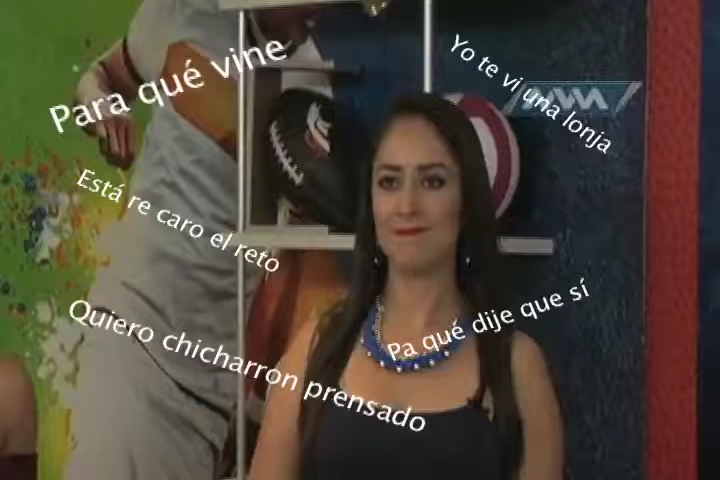 Para qué vine
Yo te vi una lonja
Está re caro el reto
Quiero chicharron prensado
Pa qué dije que sí